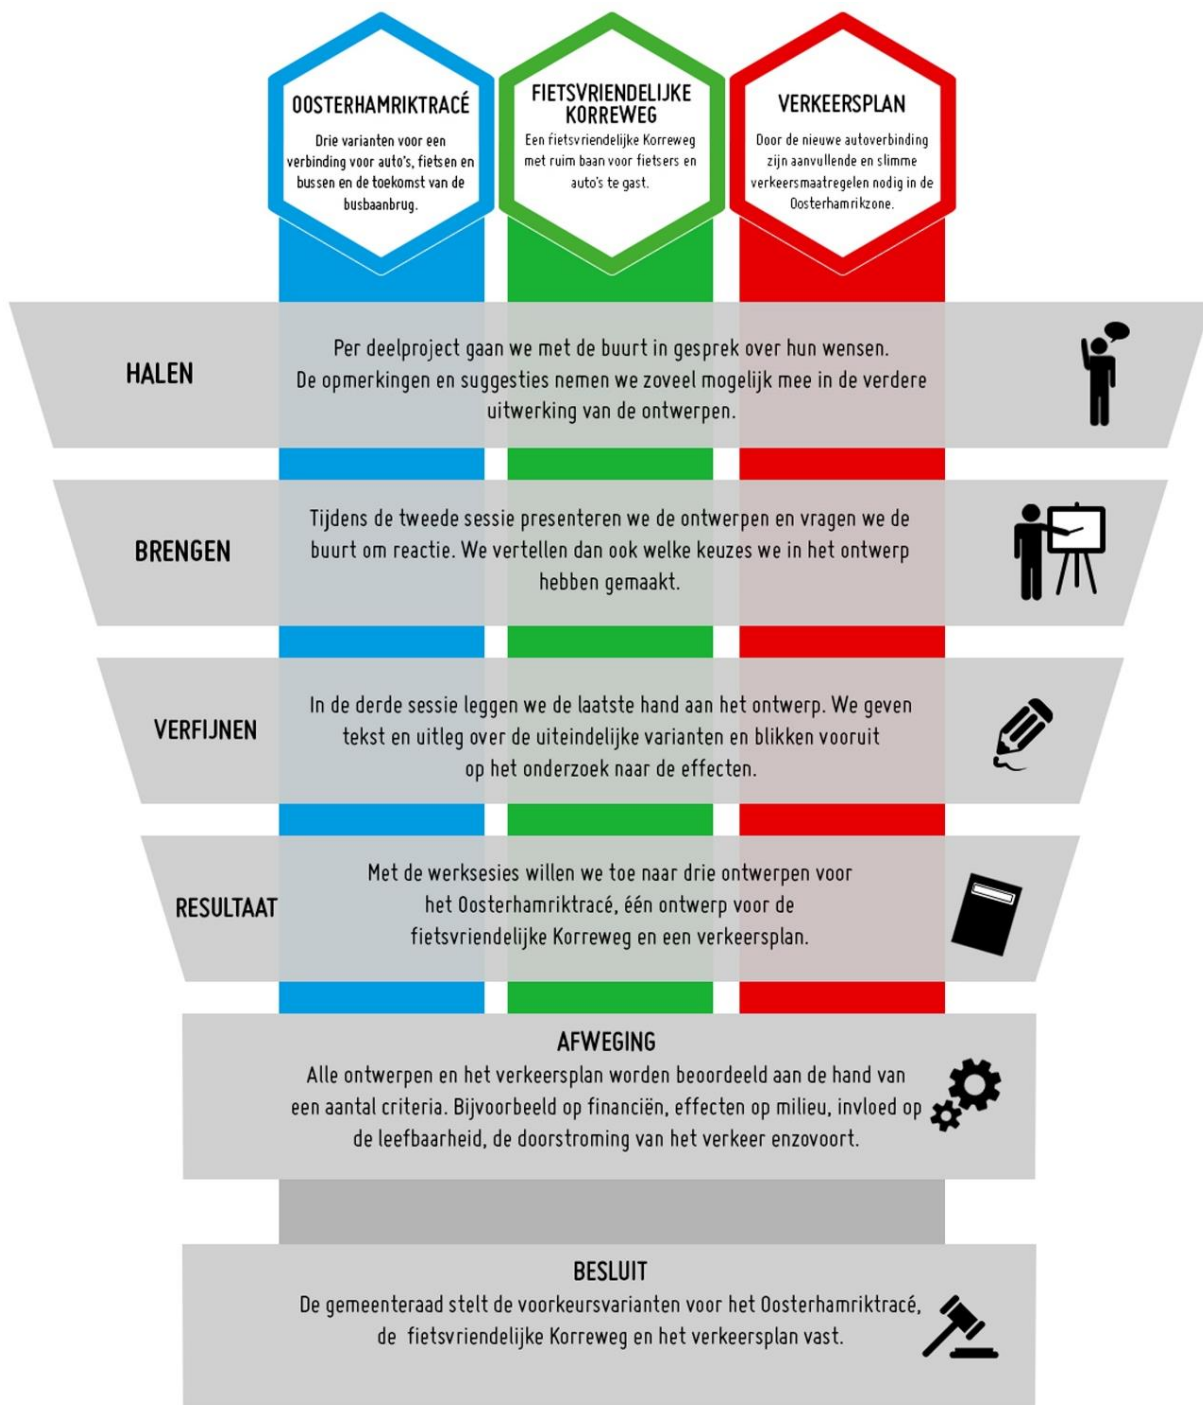 OOSTERHAMRIKTRACÉ
Drie varianten voor een
verbinding voor auto's, fietsen en
bussen en de toekomst van de
busbaanbrug.
FIETSVRIENDELIJKE
KORREWEG
Een fietsvriendelijke Korreweg
met ruim baan voor fietsers en
auto's te gast.
VERKEERSPLAN
Door de nieuwe autoverbinding
zijn aanvullende en slimme
verkeersmaatregelen nodig in de
Oosterhamrikzone.
HALEN
Per deelproject gaan we met de buurt in gesprek over hun wensen.
De opmerkingen en suggesties nemen we zoveel mogelijk mee in de verdere
uitwerking van de ontwerpen.
BRENGEN
Tijdens de tweede sessie presenteren we de ontwerpen en vragen we de
buurt om reactie. We vertellen dan ook welke keuzes we in het ontwerp
hebben gemaakt.
VERFIJNEN
In de derde sessie leggen we de laatste hand aan het ontwerp. We geven
tekst en uitleg over de uiteindelijke varianten en blikken vooruit
op het onderzoek naar de effecten.
RESULTAAT
Met de werksesies willen we toe naar drie ontwerpen voor
het Oosterhamriktracé, één ontwerp voor de
fietsvriendelijke Korreweg en een verkeersplan.
AFWEGING
Alle ontwerpen en het verkeersplan worden beoordeeld aan de hand van
een aantal criteria. Bijvoorbeeld op financiën, effecten op milieu, invloed op
de leefbaarheid, de doorstroming van het verkeer enzovoort.
BESLUIT
De gemeenteraad stelt de voorkeursvarianten voor het Oosterhamriktracé,
de fietsvriendelijke Korreweg en het verkeersplan vast.